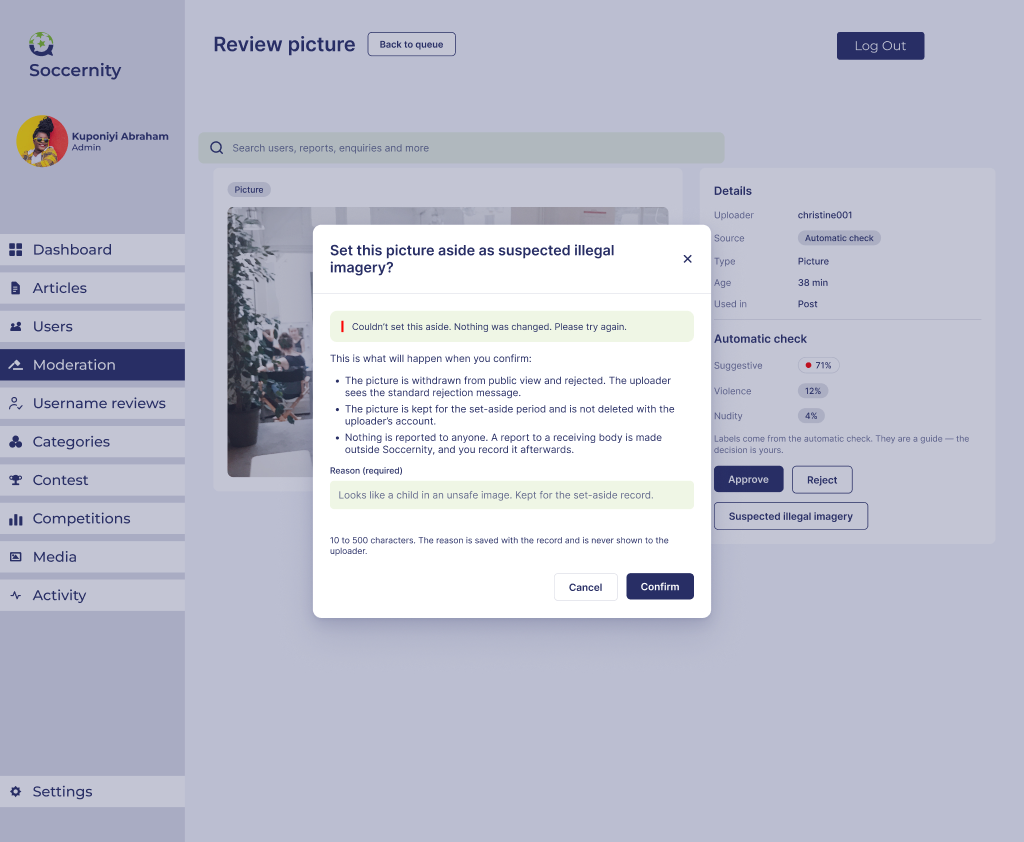 Soccernity
Kuponiyi Abraham
Admin
Dashboard
Articles
Users
Moderation
Username reviews
Categories
Contest
Competitions
Media
Activity
Settings
Review picture
Back to queue
Log Out
Search users, reports, enquiries and more
Picture
Set this picture aside as suspected illegal
imagery?
Couldn't set this aside. Nothing was changed. Please try again.
This is what will happen when you confirm:
• The picture is withdrawn from public view and rejected. The uploader
sees the standard rejection message.
• The picture is kept for the set-aside period and is not deleted with the
uploader's account.
• Nothing is reported to anyone. A report to a receiving body is made
outside Soccernity, and you record it afterwards.
Reason (required)
Looks like a child in an unsafe image. Kept for the set-aside record.
10 to 500 characters. The reason is saved with the record and is never shown to the
uploader.
Cancel
Confirm
Details
Uploader christine001
Source Automatic check
Type Picture
Age 38 min
Used in Post
Automatic check
Suggestive 71%
Violence 12%
Nudity 4%
Labels come from the automatic check. They are a guide — the
decision is yours.
Approve
Reject
Suspected illegal imagery